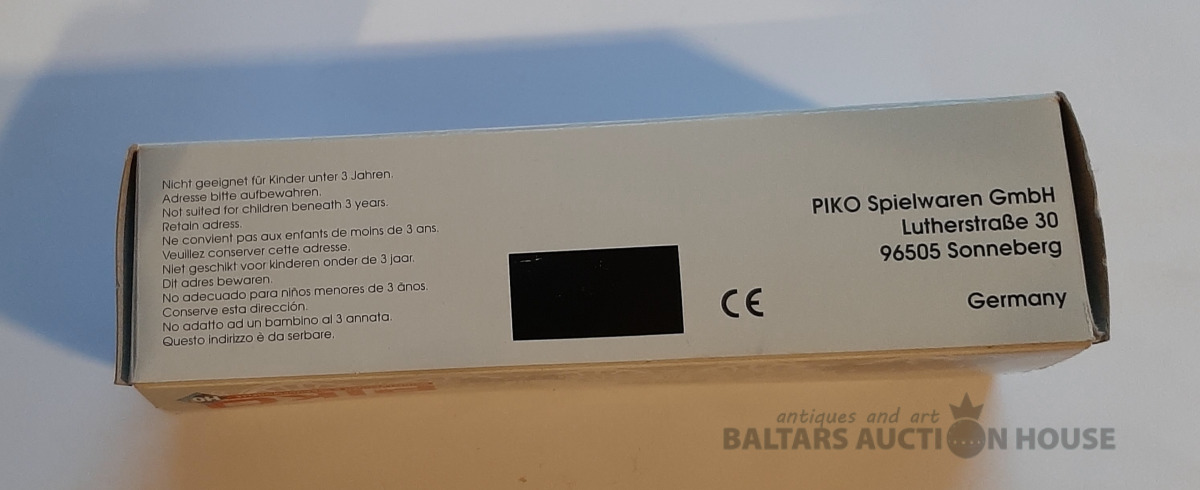 Nicht geeignet für Kinder unter 3 Jahren.
Adresse bitte aufbewahren.
Not suited for children beneath 3 years.
Retain adress.
Ne convient pas aux enfants de moins de 3 ans.
Veuillez conserver cette adresse.
Niet geschikt voor kinderen onder de 3 jaar.
Dit adres bewaren.
No adecuado para niños menores de 3 ãnos.
Conserve esta dirección.
No adatto ad un bambino al 3 annata.
Questo indirizzo è da serbare.
CE
PIKO Spielwaren GmbH
Lutherstraße 30
96505 Sonneberg
Germany
PIKO
H0
antiques and art
BALTARS AUCTION HOUSE